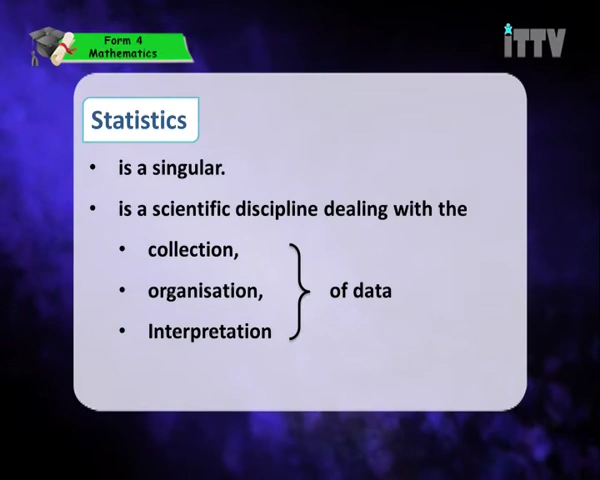 Form 4
Mathematics
iTTV
Statistics
• is a singular.
• is a scientific discipline dealing with the
• collection,
• organisation,
of data
• Interpretation